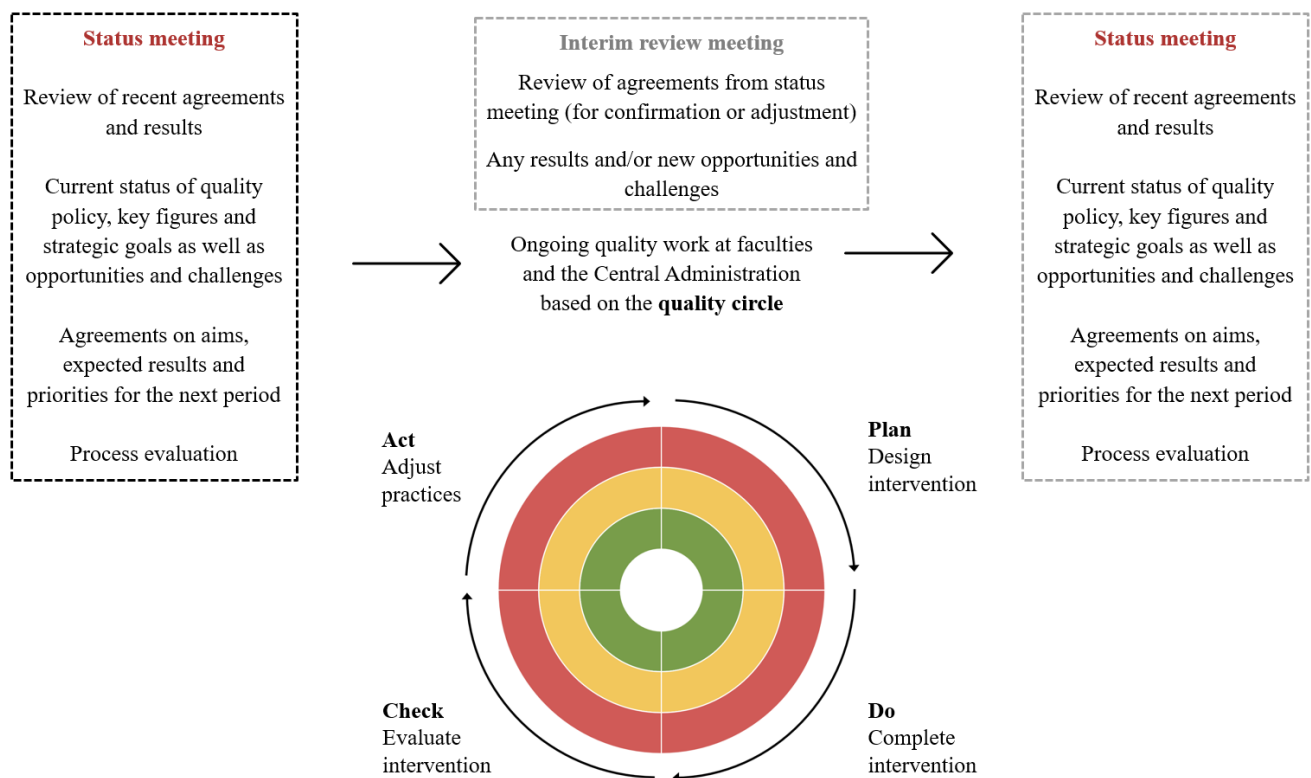 Status meeting
Review of recent agreements
and results
Current status of quality
policy, key figures and
strategic goals as well as
opportunities and challenges
Agreements on aims,
expected results and
priorities for the next period
Process evaluation
Interim review meeting
Review of agreements from status
meeting (for confirmation or adjustment)
Any results and/or new opportunities and
challenges
Ongoing quality work at faculties
and the Central Administration
based on the quality circle
Status meeting
Review of recent agreements
and results
Current status of quality
policy, key figures and
strategic goals as well as
opportunities and challenges
Agreements on aims,
expected results and
priorities for the next period
Process evaluation
Act
Adjust
practices
Plan
Design
intervention
Check
Evaluate
intervention
Do
Complete
intervention